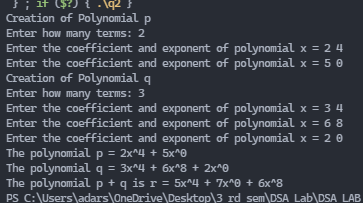 } ; if ($?) { .\q2 }
Creation of Polynomial p
Enter how many terms: 2
Enter the coefficient and exponent of polynomial x = 2 4
Enter the coefficient and exponent of polynomial x = 5 0
Creation of Polynomial q
Enter how many terms: 3
Enter the coefficient and exponent of polynomial x = 3 4
Enter the coefficient and exponent of polynomial x = 6 8
Enter the coefficient and exponent of polynomial x = 2 0
The polynomial p = 2x^4 + 5x^0
The polynomial q = 3x^4 + 6x^8 + 2x^0
The polynomial p + q is r = 5x^4 + 7x^0 + 6x^8
PS C:\Users\adars\OneDrive\Desktop\3 rd sem\DSA Lab\DSA LAB